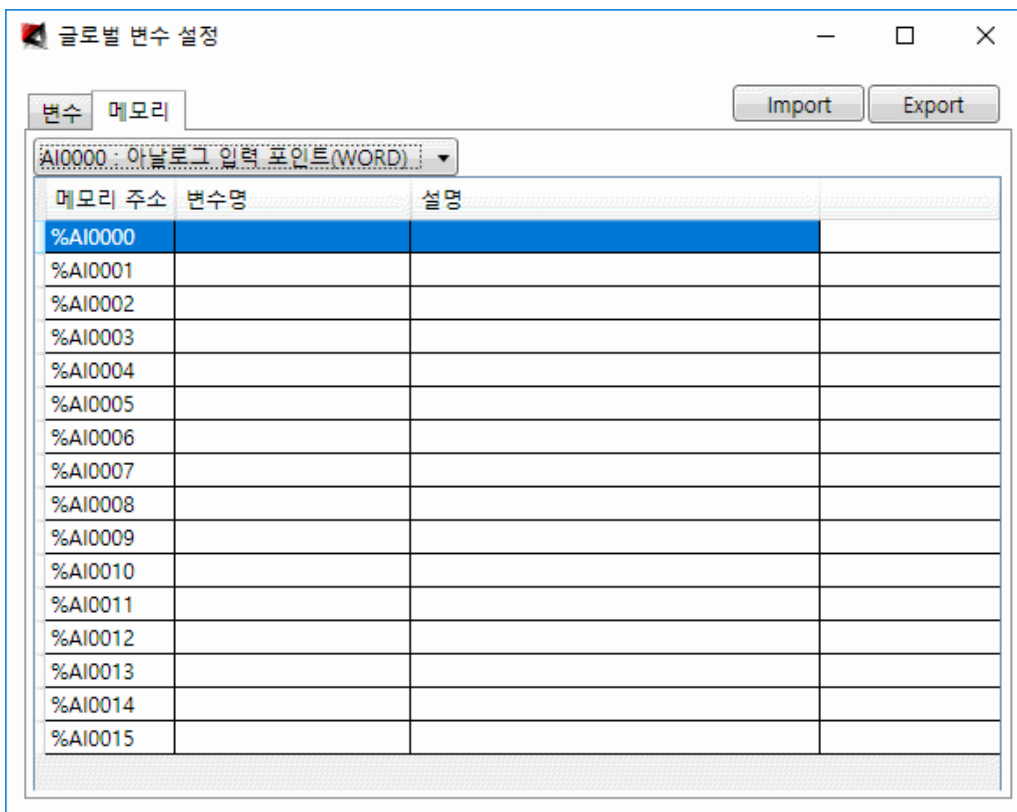 글로벌 변수 설정
변수 메모리 Import Export
AI0000 : 아날로그 입력 포인트(WORD)
메모리 주소 변수명 설명
%AI0000
%AI0001
%AI0002
%AI0003
%AI0004
%AI0005
%AI0006
%AI0007
%AI0008
%AI0009
%AI0010
%AI0011
%AI0012
%AI0013
%AI0014
%AI0015